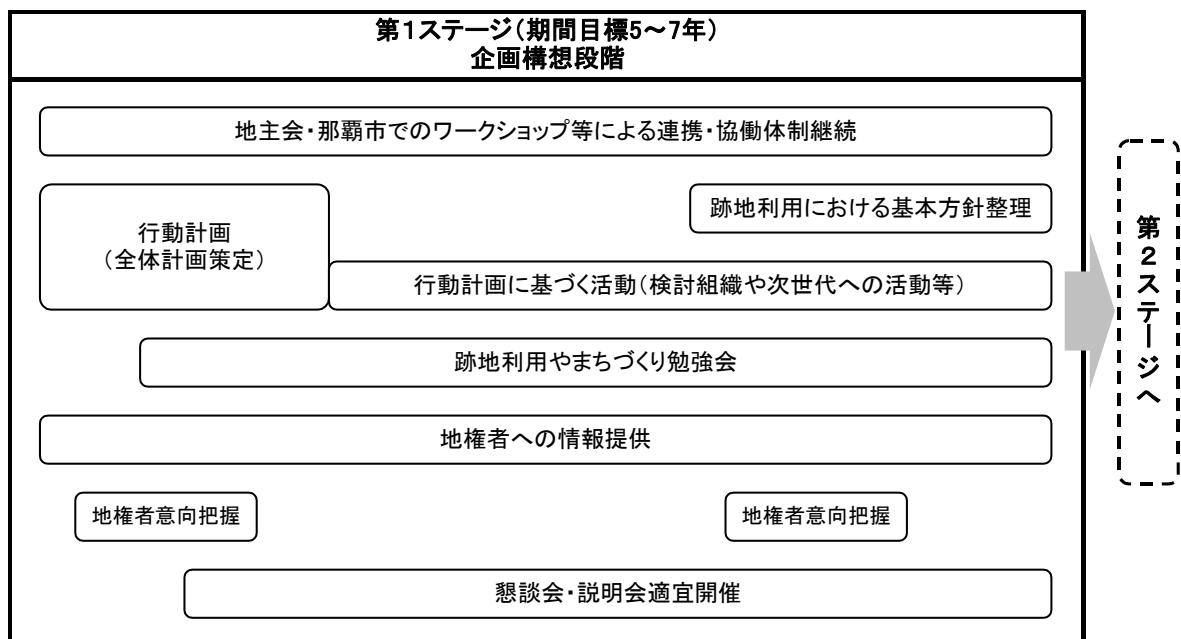 第1ステージ(期間目標5~7年)
企画構想段階
地主会・那覇市でのワークショップ等による連携・協働体制継続
行動計画
(全体計画策定)
跡地利用における基本方針整理
行動計画に基づく活動(検討組織や次世代への活動等)
跡地利用やまちづくり勉強会
地権者への情報提供
地権者意向把握
地権者意向把握
懇談会・説明会適宜開催
第2ステージへ